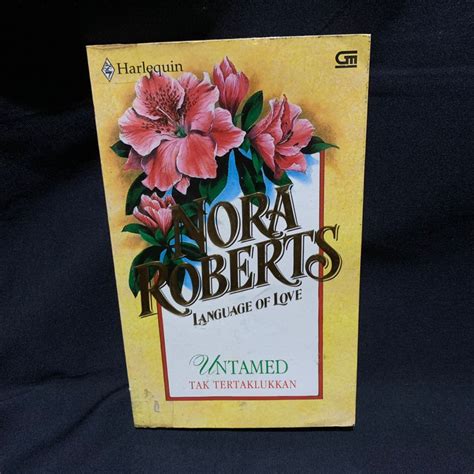 Harlequin
GM
NORA
ROBERTS
LANGUAGE OF LOVE
UNTAMED
TAK TERTAKLUKKAN